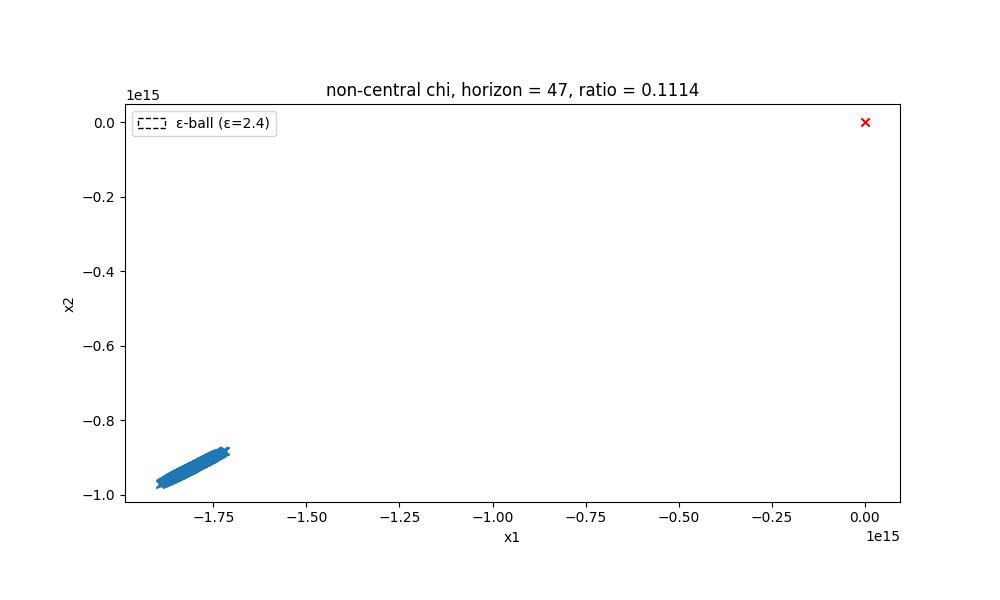 non-central chi, horizon = 47, ratio = 0.1114
1e15
ε-ball (ε=2.4)
0.0
−0.2
−0.4
−0.6
−0.8
−1.0
x2
−1.75
−1.50
−1.25
−1.00
−0.75
−0.50
−0.25
0.00
x1
1e15